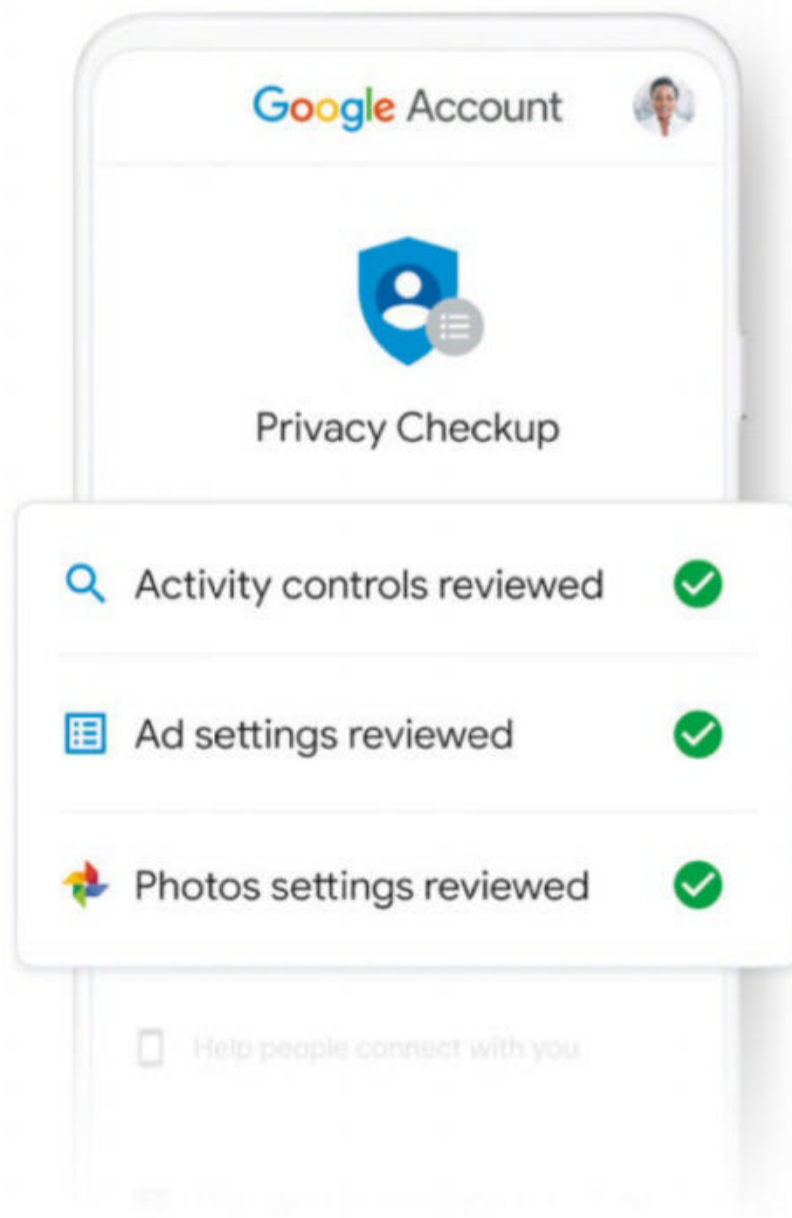 Google Account
Privacy Checkup
Activity controls reviewed
Ad settings reviewed
Photos settings reviewed
Help people connect with you